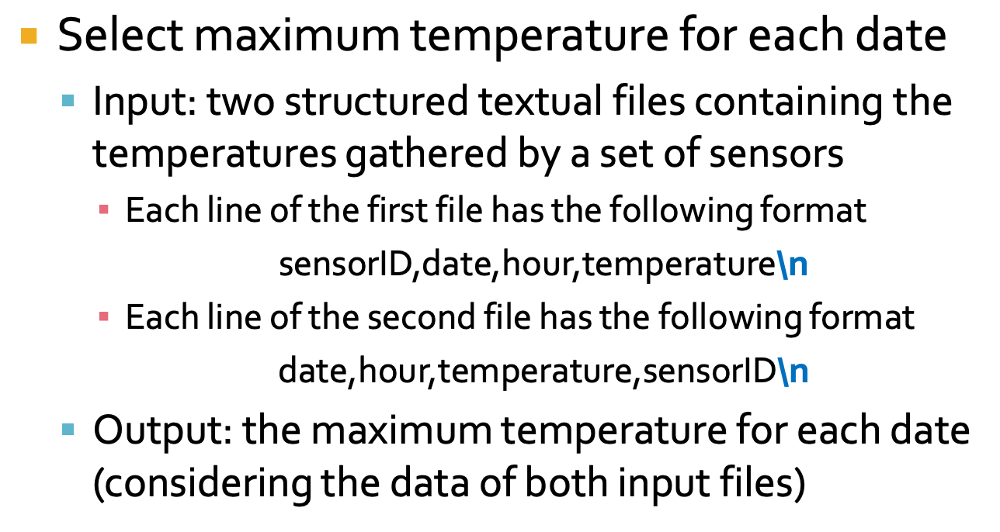 Select maximum temperature for each date
Input: two structured textual files containing the
temperatures gathered by a set of sensors
Each line of the first file has the following format
sensorID,date,hour,temperature\n
Each line of the second file has the following format
date,hour,temperature,sensorID\n
Output: the maximum temperature for each date
(considering the data of both input files)